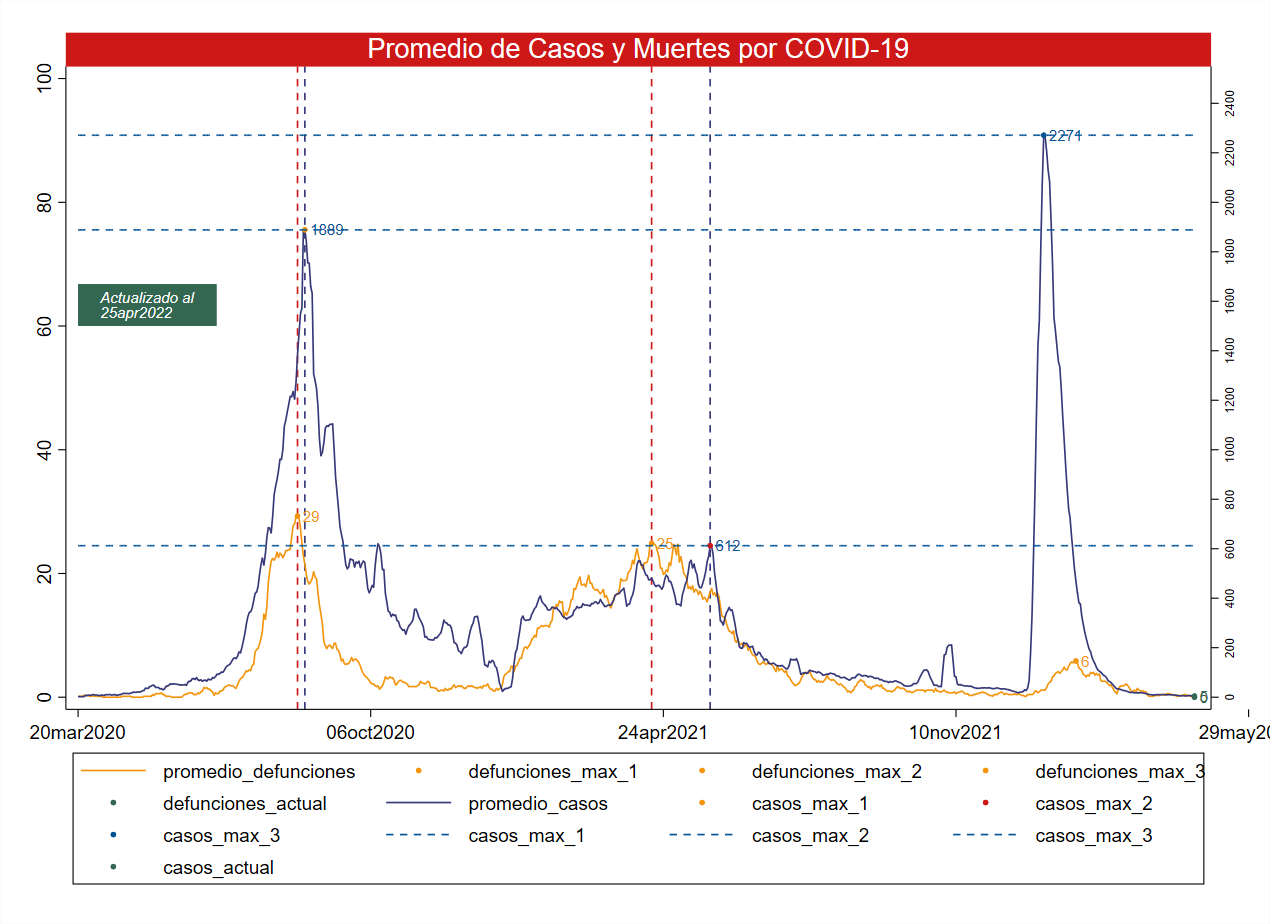 Promedio de Casos y Muertes por COVID-19
100
80
60
40
20
0
2400
2200
2000
1800
1600
1400
1200
1000
800
600
400
200
0
2271
1889
Actualizado al
25apr2022
29
25
612
6
20mar2020
06oct2020
24apr2021
10nov2021
29may20
promedio_defunciones
defunciones_max_1
defunciones_max_2
defunciones_max_3
defunciones_actual
promedio_casos
casos_max_1
casos_max_2
casos_max_3
casos_max_1
casos_max_2
casos_max_3
casos_actual